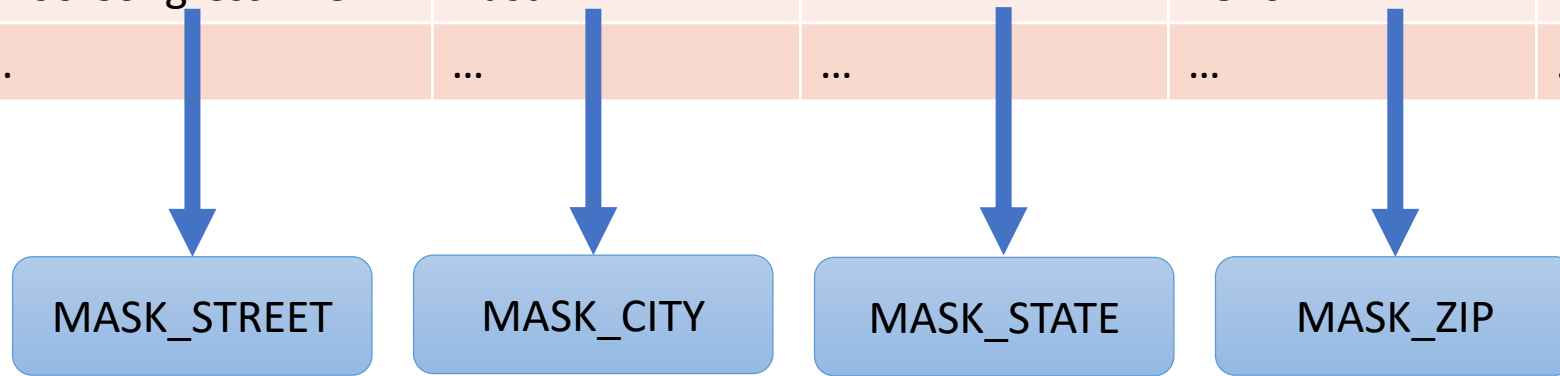 ... ... ...
MASK_STREET MASK_CITY MASK_STATE MASK_ZIP